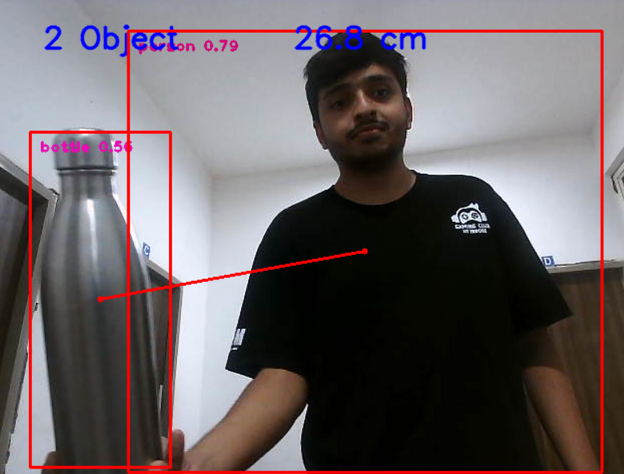 2 Object
26.8 cm
person 0.79
bottle 0.56
GAMING CLUB
C
D